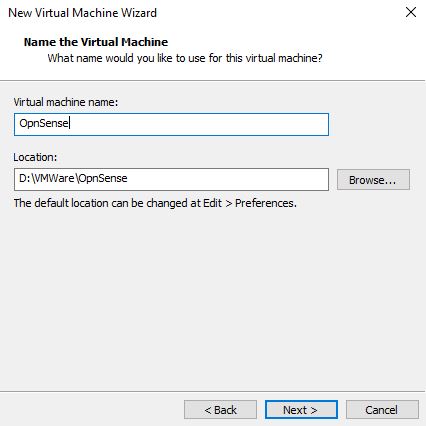 New Virtual Machine Wizard
Name the Virtual Machine
What name would you like to use for this virtual machine?
Virtual machine name:
OpnSense
Location:
D:\VMWare\OpnSense
Browse...
The default location can be changed at Edit > Preferences.
< Back
Next >
Cancel